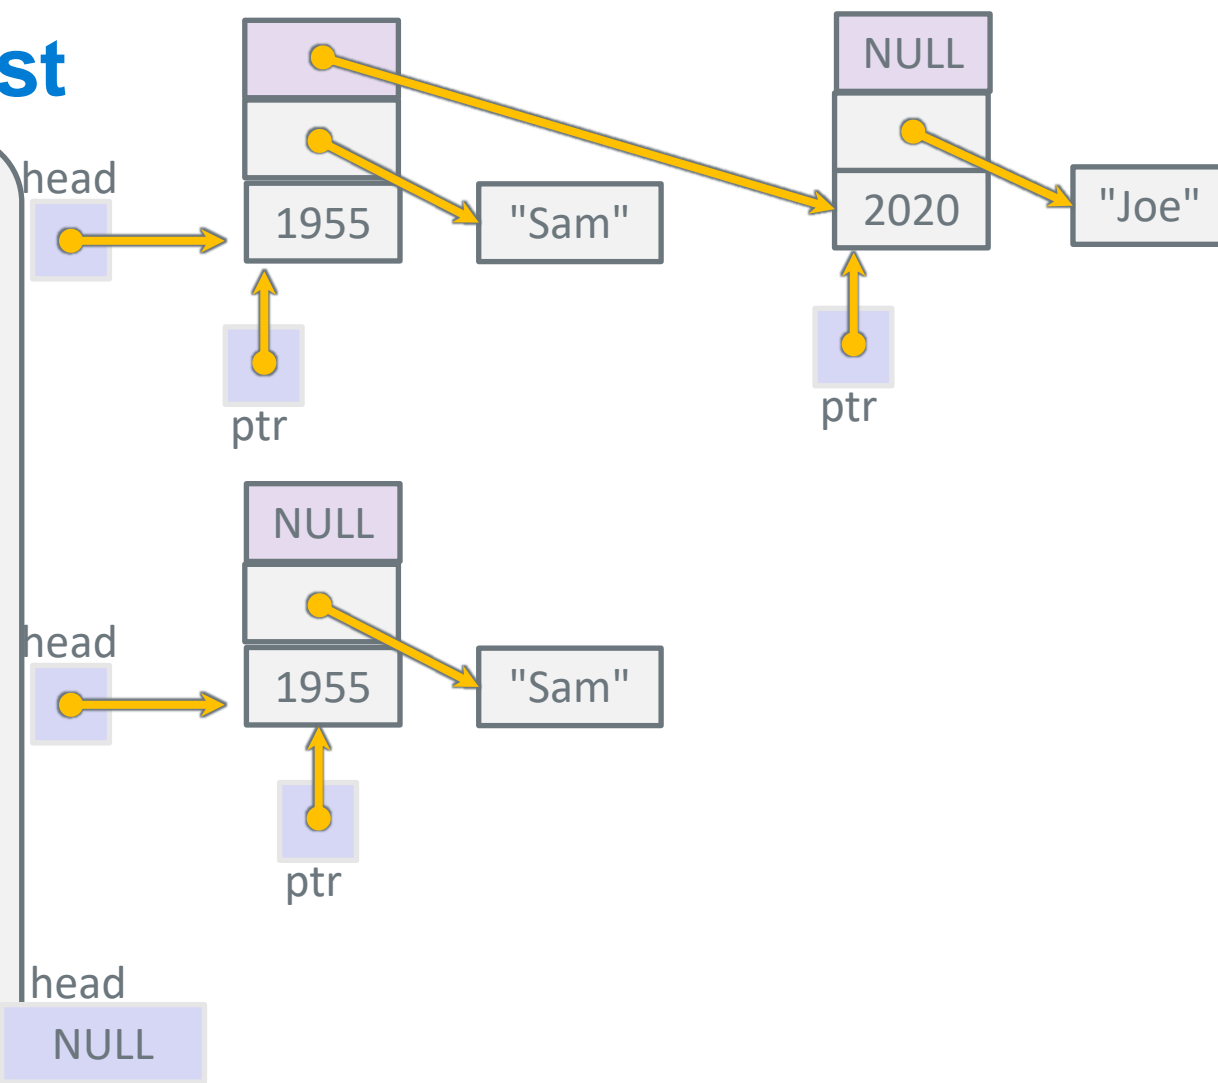 st
NULL
head
1955
"Sam"
2020
"Joe"
ptr
ptr
NULL
head
1955
"Sam"
ptr
head
NULL